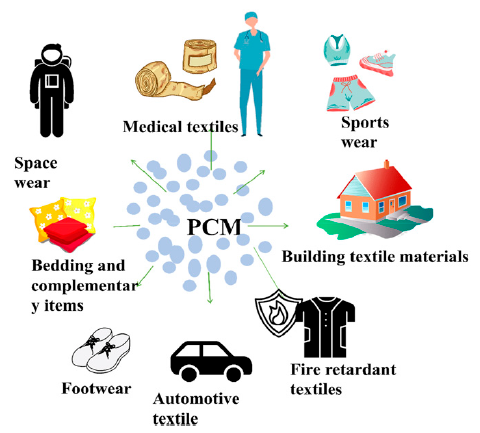 Medical textiles
Sports
wear
Space
wear
PCM
Building textile materials
Bedding and
complementar
y items
Fire retardant
textiles
Footwear
Automotive
textile